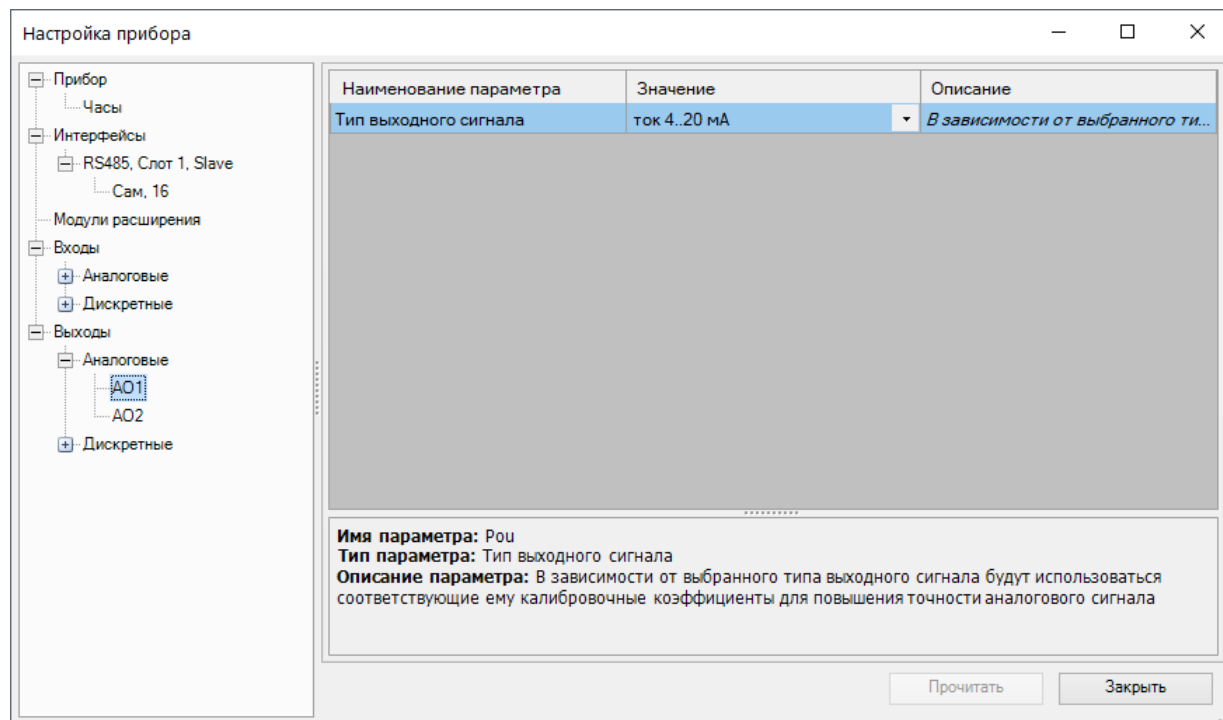 Настройка прибора
Прибор
Часы
Интерфейсы
RS485, Слот 1, Slave
Сам, 16
Модули расширения
Входы
Аналоговые
Дискретные
Выходы
Аналоговые
AO1
AO2
Дискретные
Наименование параметра Значение Описание
Тип выходного сигнала ток 4..20 мА В зависимости от выбранного ти...
Имя параметра: Pou
Тип параметра: Тип выходного сигнала
Описание параметра: В зависимости от выбранного типа выходного сигнала будут использоваться
соответствующие ему калибровочные коэффициенты для повышения точности аналогового сигнала
Прочитать Закрыть